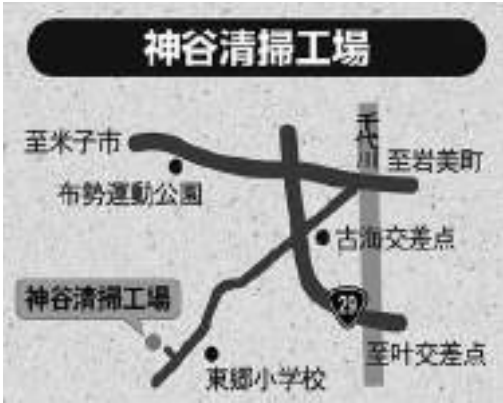 神谷清掃工場
千代川
至米子市
至岩美町
布勢運動公園
古海交差点
神谷清掃工場
29
至叶交差点
東郷小学校